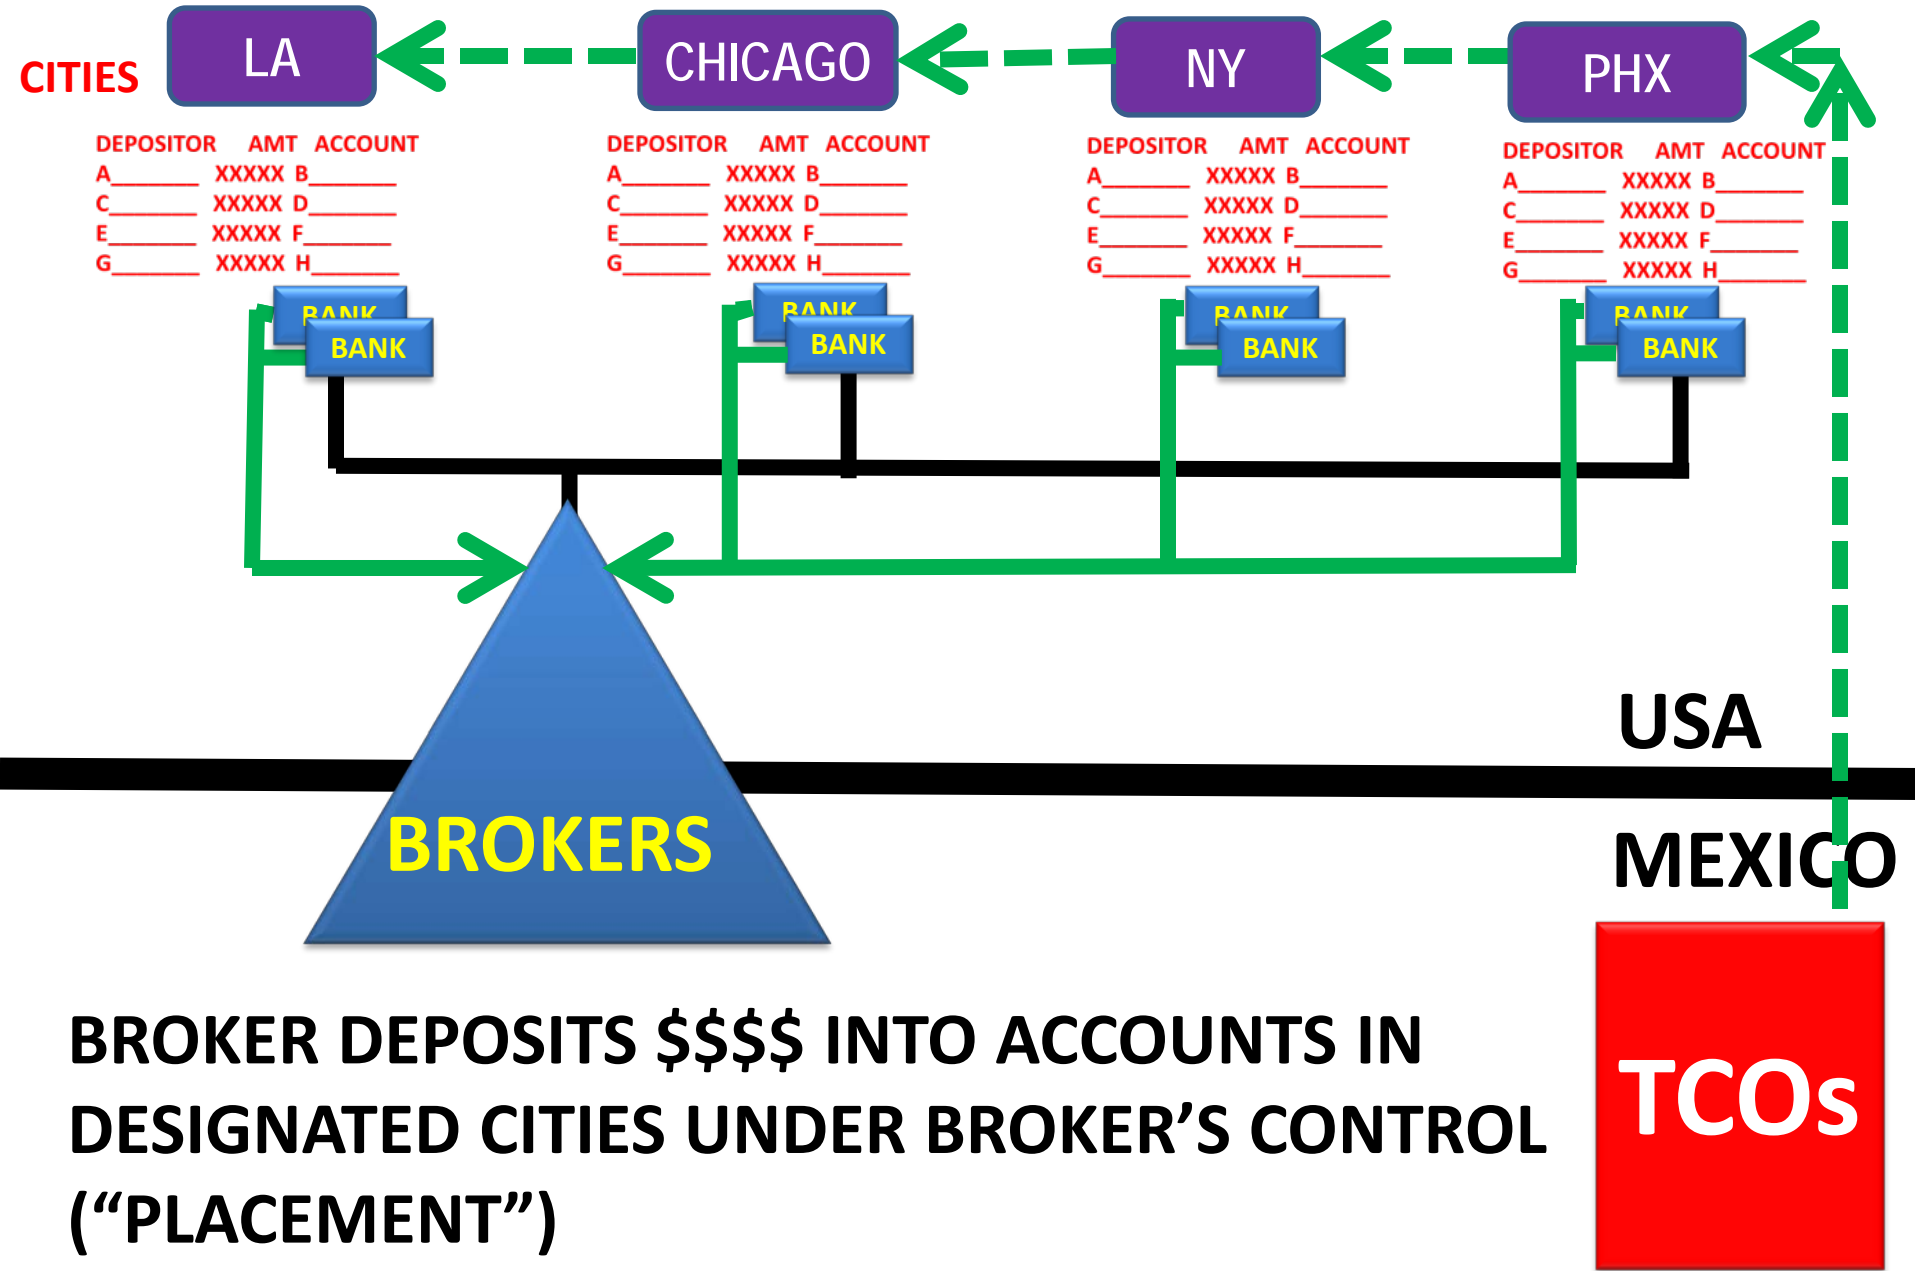 CITIES
LA
CHICAGO
NY
PHX
DEPOSITOR AMT ACCOUNT
A_______ XXXXX B_______
C_______ XXXXX D_______
E_______ XXXXX F_______
G_______ XXXXX H_______
DEPOSITOR AMT ACCOUNT
A_______ XXXXX B_______
C_______ XXXXX D_______
E_______ XXXXX F_______
G_______ XXXXX H_______
DEPOSITOR AMT ACCOUNT
A_______ XXXXX B_______
C_______ XXXXX D_______
E_______ XXXXX F_______
G_______ XXXXX H_______
DEPOSITOR AMT ACCOUNT
A_______ XXXXX B_______
C_______ XXXXX D_______
E_______ XXXXX F_______
G_______ XXXXX H_______
BANK
BANK
BANK
BANK
BANK
BANK
BANK
BANK
USA
MEXICO
BROKERS
TCOs
BROKER DEPOSITS $$$$ INTO ACCOUNTS IN
DESIGNATED CITIES UNDER BROKER’S CONTROL
(“PLACEMENT”)